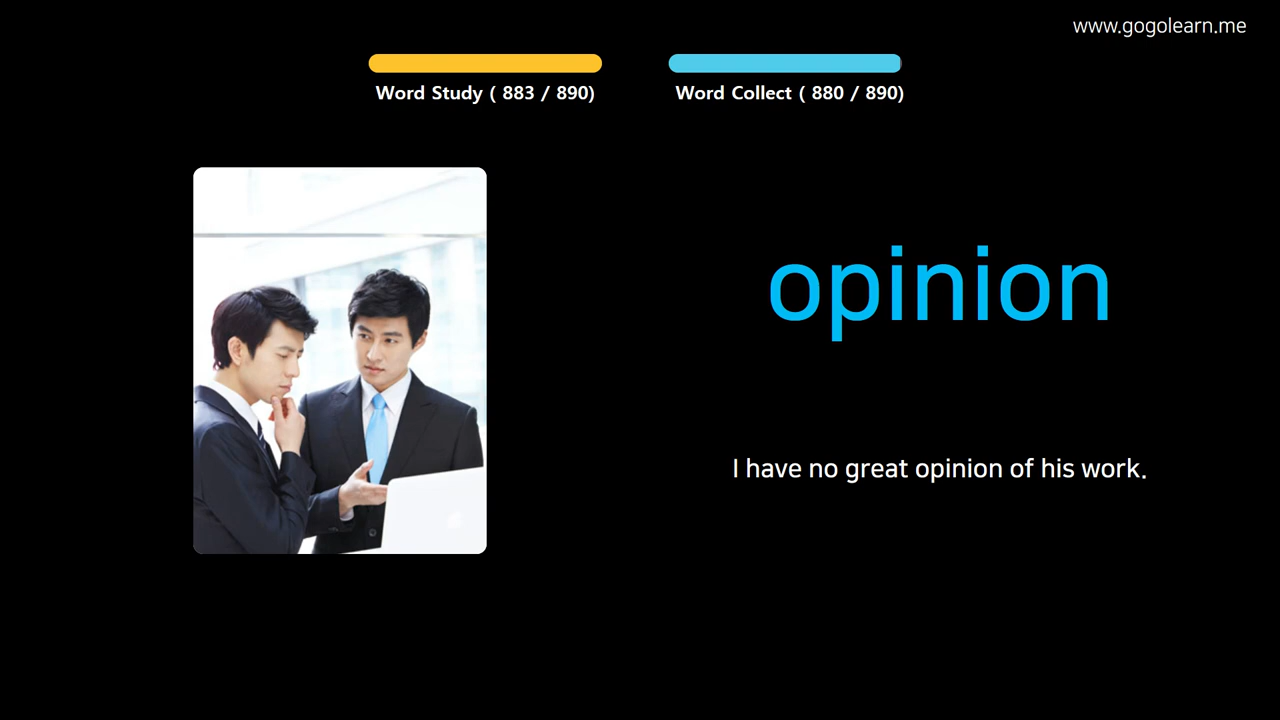 www.gogolearn.me
Word Study ( 883 / 890)
Word Collect ( 880 / 890)
opinion
I have no great opinion of his work.